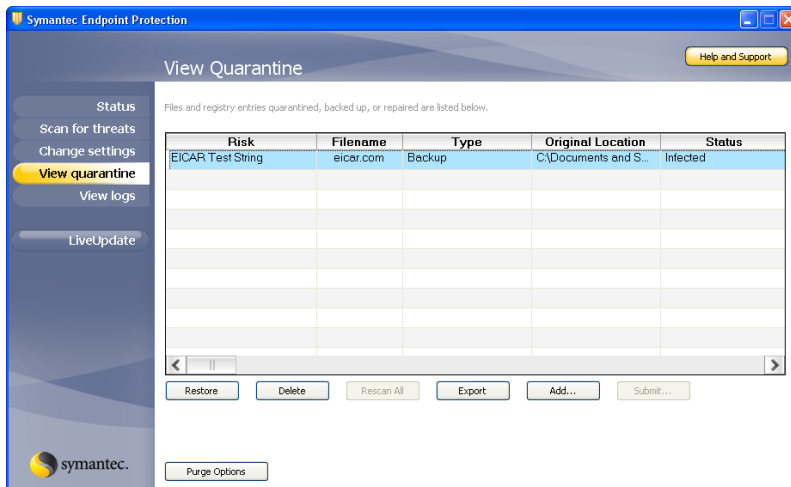 Symantec Endpoint Protection
View Quarantine
Help and Support
Status
Scan for threats
Change settings
View quarantine
View logs
LiveUpdate
Files and registry entries quarantined, backed up, or repaired are listed below.
Risk Filename Type Original Location Status
EICAR Test String eicar.com Backup C:\Documents and S... Infected
Restore Delete Rescan All Export Add... Submit...
symantec.
Purge Options